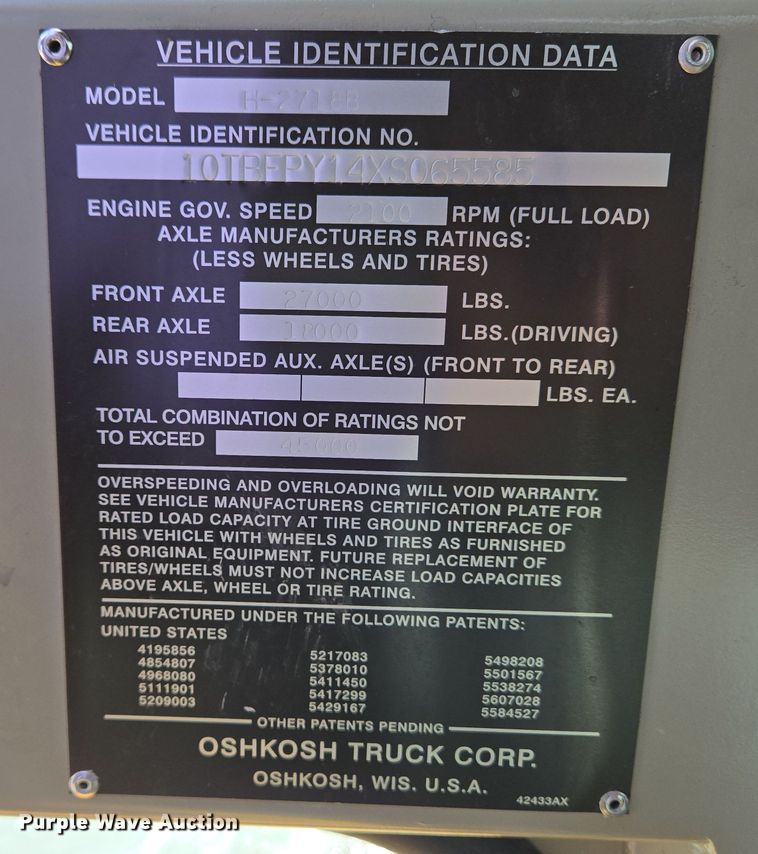 VEHICLE IDENTIFICATION DATA
MODEL H-2718B
VEHICLE IDENTIFICATION NO.
10TBFPY14XS065585
ENGINE GOV. SPEED 2100 RPM (FULL LOAD)
AXLE MANUFACTURERS RATINGS:
(LESS WHEELS AND TIRES)
FRONT AXLE 27000 LBS.
REAR AXLE 18000 LBS.(DRIVING)
AIR SUSPENDED AUX. AXLE(S) (FRONT TO REAR)
LBS. EA.
TOTAL COMBINATION OF RATINGS NOT
TO EXCEED 45000
OVERSPEEDING AND OVERLOADING WILL VOID WARRANTY.
SEE VEHICLE MANUFACTURERS CERTIFICATION PLATE FOR
RATED LOAD CAPACITY AT TIRE GROUND INTERFACE OF
THIS VEHICLE WITH WHEELS AND TIRES AS FURNISHED
AS ORIGINAL EQUIPMENT. FUTURE REPLACEMENT OF
TIRES/WHEELS MUST NOT INCREASE LOAD CAPACITIES
ABOVE AXLE, WHEEL OR TIRE RATING.
MANUFACTURED UNDER THE FOLLOWING PATENTS:
UNITED STATES
4195856 5217083 5498208
4854807 5378010 5501567
4968080 5411450 5538274
5111901 5417299 5607028
5209003 5429167 5584527
OTHER PATENTS PENDING
OSHKOSH TRUCK CORP.
OSHKOSH, WIS. U.S.A.
42433AX
Purple Wave Auction